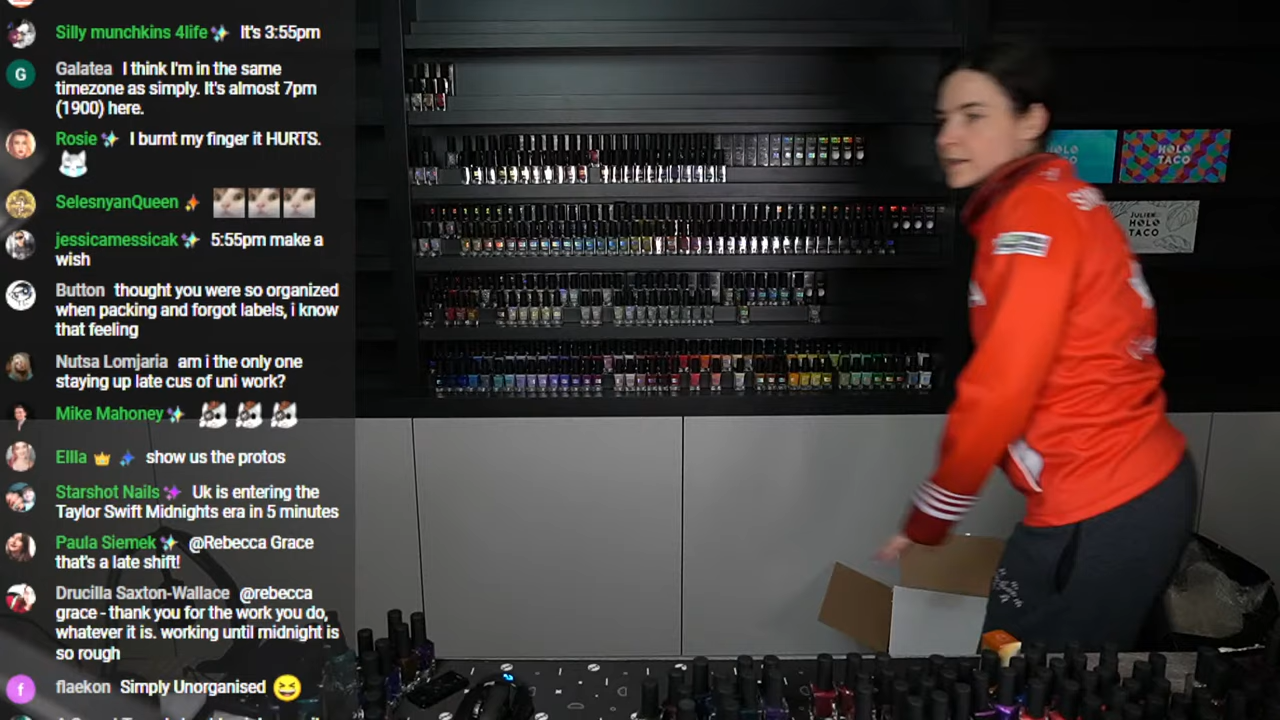 Silly munchkins 4life It's 3:55pm
G Galatea I think I'm in the same
timezone as simply. It's almost 7pm
(1900) here.
Rosie I burnt my finger it HURTS.
SelesnyanQueen
jessicamessicak 5:55pm make a
wish
Button thought you were so organized
when packing and forgot labels, i know
that feeling
Nutsa Lomjaria am i the only one
staying up late cus of uni work?
Mike Mahoney
Ellla show us the protos
Starshot Nails Uk is entering the
Taylor Swift Midnights era in 5 minutes
Paula Siemek @Rebecca Grace
that's a late shift!
Drucilla Saxton-Wallace @rebecca
grace - thank you for the work you do,
whatever it is. working until midnight is
so rough
f flaekon Simply Unorganised
HOLO
TACO
HOLO
TACO
HOLO
TACO